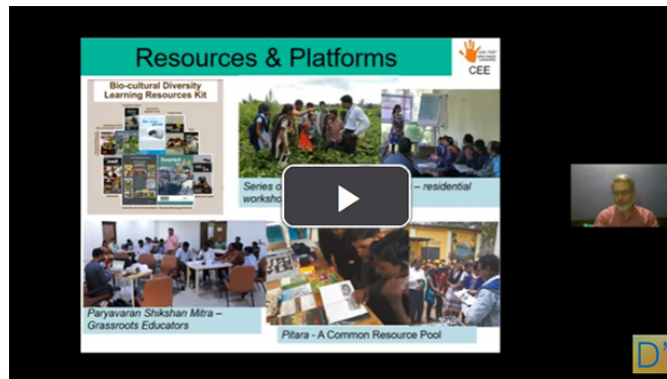 Resources & Platforms
CEE
Bio-cultural Diversity
Learning Resources Kit
Series o
– residential
worksho
Paryavaran Shikshan Mitra –
Grassroots Educators
Pitara - A Common Resource Pool
D'